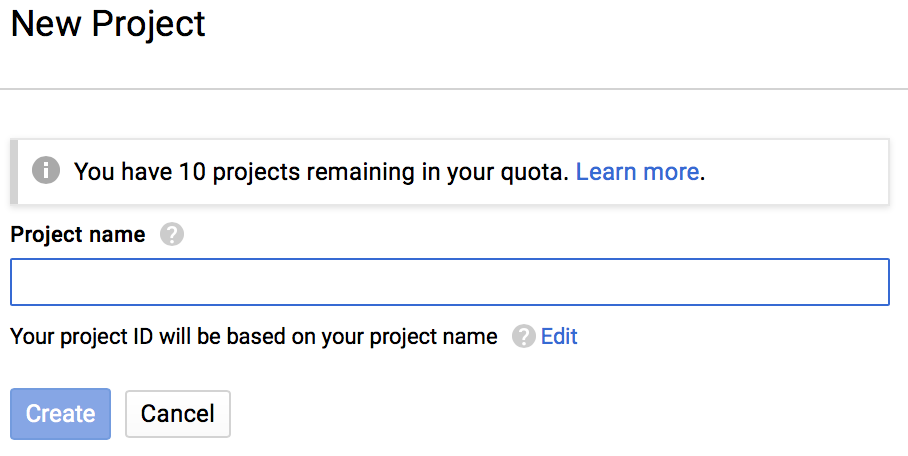 New Project
You have 10 projects remaining in your quota. Learn more.
Project name ?
Your project ID will be based on your project name ? Edit
Create Cancel